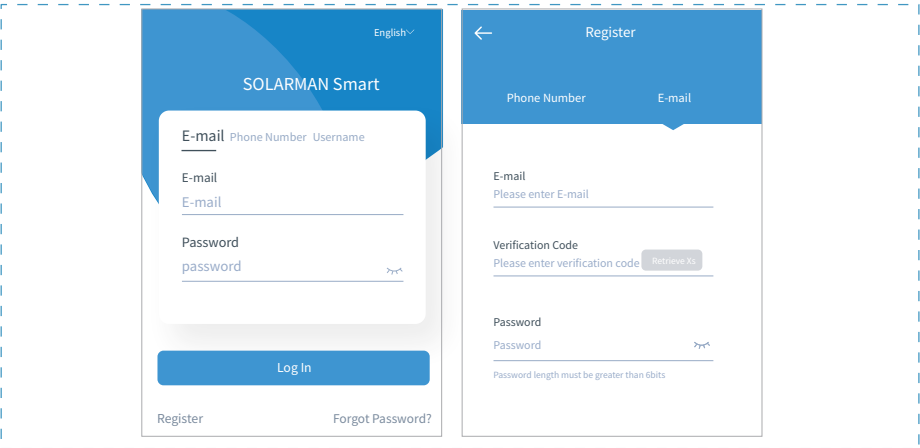 English
SOLARMAN Smart
E-mail Phone Number Username
E-mail
E-mail
Password
password
Log In
Register Forgot Password?
Register
Phone Number E-mail
E-mail
Please enter E-mail
Verification Code
Please enter verification code Retrieve Xs
Password
Password
Password length must be greater than 6bits